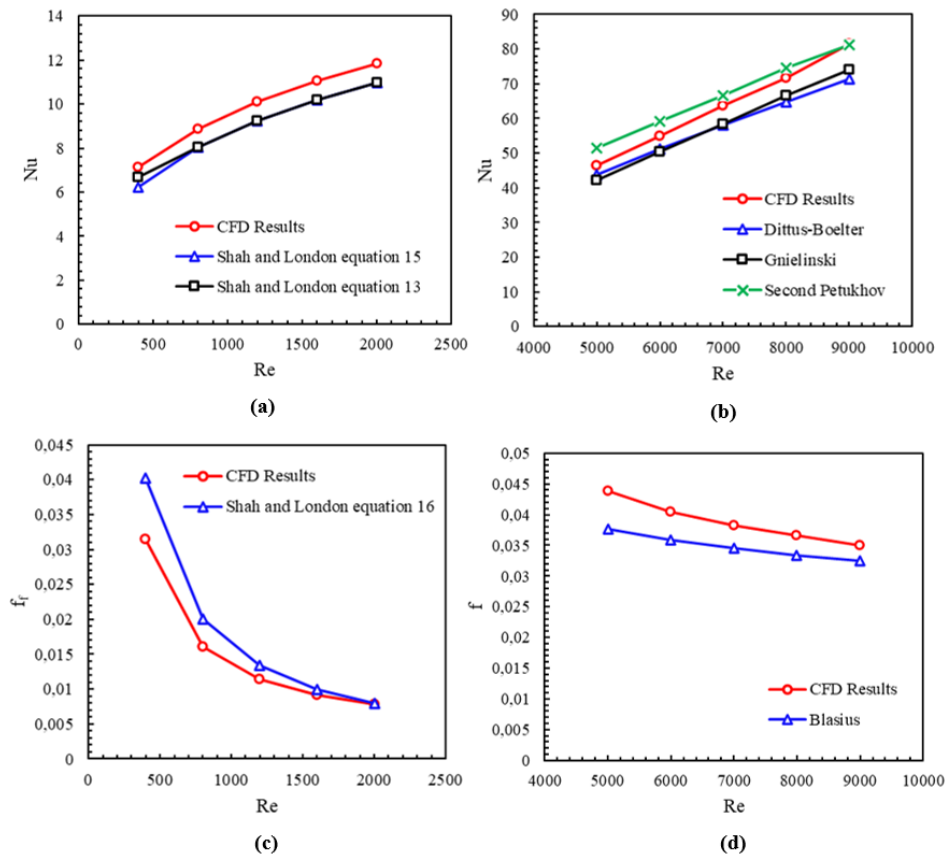 14
12
10
8
6
4
2
0
Nu
CFD Results
Shah and London equation 15
Shah and London equation 13
0 500 1000 1500 2000 2500
Re
(a)
90
80
70
60
50
40
30
20
10
0
Nu
CFD Results
Dittus-Boelter
Gnielinski
Second Petukhov
4000 5000 6000 7000 8000 9000 10000
Re
(b)
0,045
0,04
0,035
0,03
0,025
0,02
0,015
0,01
0,005
0
ff
CFD Results
Shah and London equation 16
0 500 1000 1500 2000 2500
Re
(c)
0,05
0,045
0,04
0,035
0,03
0,025
0,02
0,015
0,01
0,005
0
f
CFD Results
Blasius
4000 5000 6000 7000 8000 9000 10000
Re
(d)